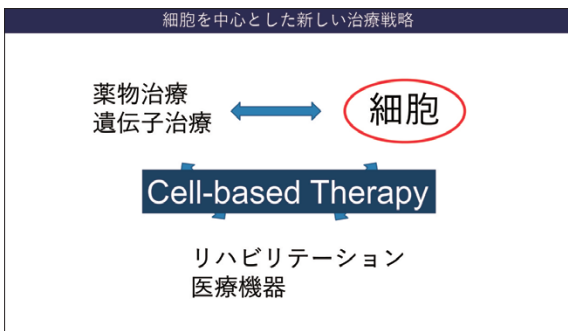 細胞を中心とした新しい治療戦略
薬物治療
遺伝子治療
細胞
Cell-based Therapy
リハビリテーション
医療機器